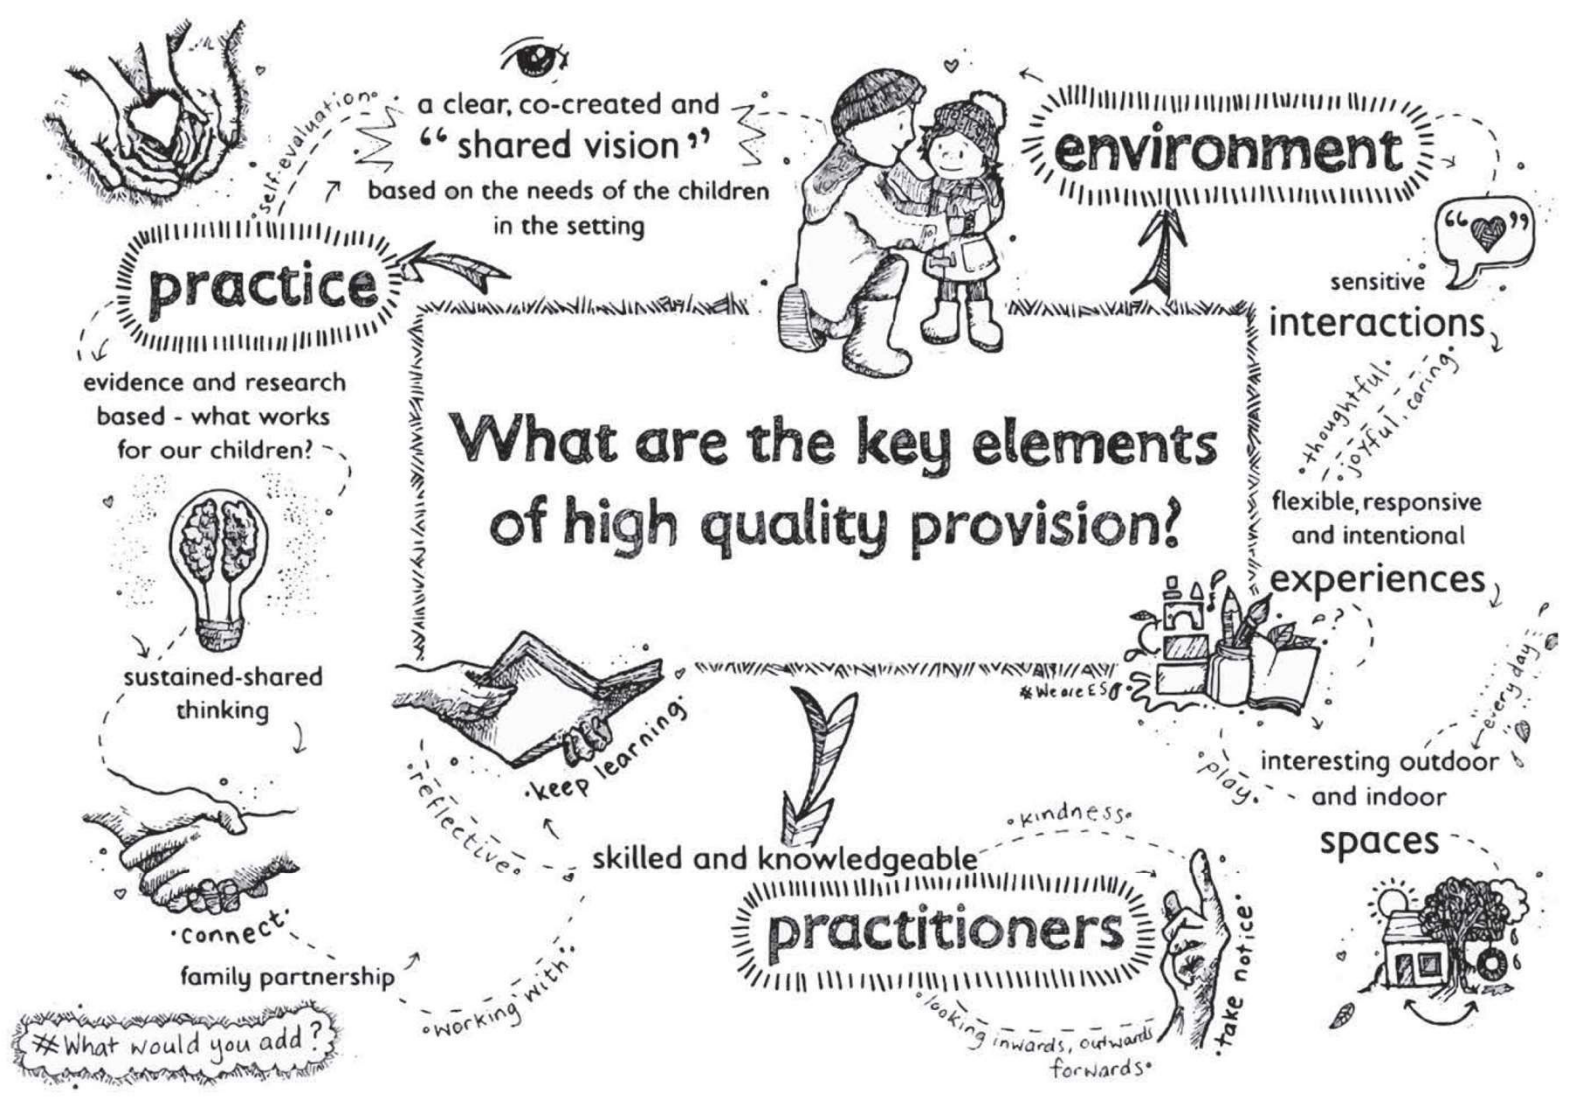 What are the key elements
of high quality provision?
#WeareESO
practice
self-evaluation
a clear, co-created and
“shared vision”
based on the needs of the children
in the setting
evidence and research
based - what works
for our children?
sustained-shared
thinking
•connect•
family partnership
•working with•
#What would you add?
environment
“ ”
sensitive
interactions
•thoughtful•
•joyful, caring•
flexible, responsive
and intentional
experiences
?
?
everyday
•play•
interesting outdoor
and indoor
spaces
•keep learning•
•reflective•
skilled and knowledgeable
practitioners
•kindness•
•take notice•
•looking inwards, outwards
forwards•